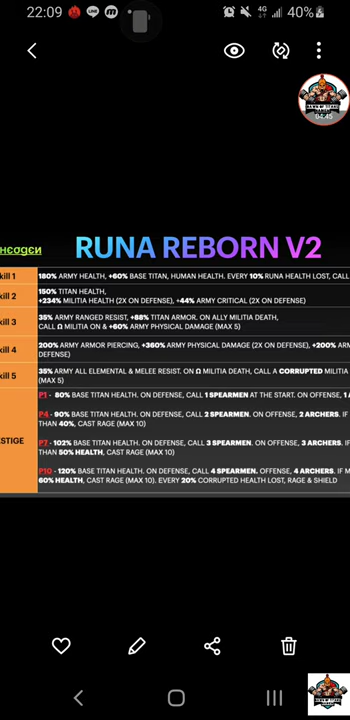 22:09 4G 40%
04:45
RUNA REBORN V2
нєσgєи
kill 1 180% ARMY HEALTH, +60% BASE TITAN, HUMAN HEALTH. EVERY 10% RUNA HEALTH LOST, CALL
kill 2 150% TITAN HEALTH,
+234% MILITIA HEALTH (2X ON DEFENSE), +44% ARMY CRITICAL (2X ON DEFENSE)
kill 3 35% ARMY RANGED RESIST, +88% TITAN ARMOR. ON ALLY MILITIA DEATH,
CALL Ω MILITIA ON & +60% ARMY PHYSICAL DAMAGE (MAX 5)
kill 4 200% ARMY ARMOR PIERCING, +360% ARMY PHYSICAL DAMAGE (2X ON DEFENSE), +200% ARM
DEFENSE)
kill 5 35% ARMY ALL ELEMENTAL & MELEE RESIST. ON Ω MILITIA DEATH, CALL A CORRUPTED MILITIA
(MAX 5)
P1 - 80% BASE TITAN HEALTH. ON DEFENSE, CALL 1 SPEARMEN AT THE START. ON OFFENSE, 1 A
P4 - 90% BASE TITAN HEALTH. ON DEFENSE, CALL 2 SPEARMEN. ON OFFENSE, 2 ARCHERS. IF
THAN 40%, CAST RAGE (MAX 10)
ESTIGE
P7 - 102% BASE TITAN HEALTH. ON DEFENSE, CALL 3 SPEARMEN. ON OFFENSE, 3 ARCHERS. IF
THAN 50% HEALTH, CAST RAGE (MAX 10)
P10 - 120% BASE TITAN HEALTH. ON DEFENSE, CALL 4 SPEARMEN. OFFENSE, 4 ARCHERS. IF M
60% HEALTH, CAST RAGE (MAX 10). EVERY 20% CORRUPTED HEALTH LOST, RAGE & SHIELD